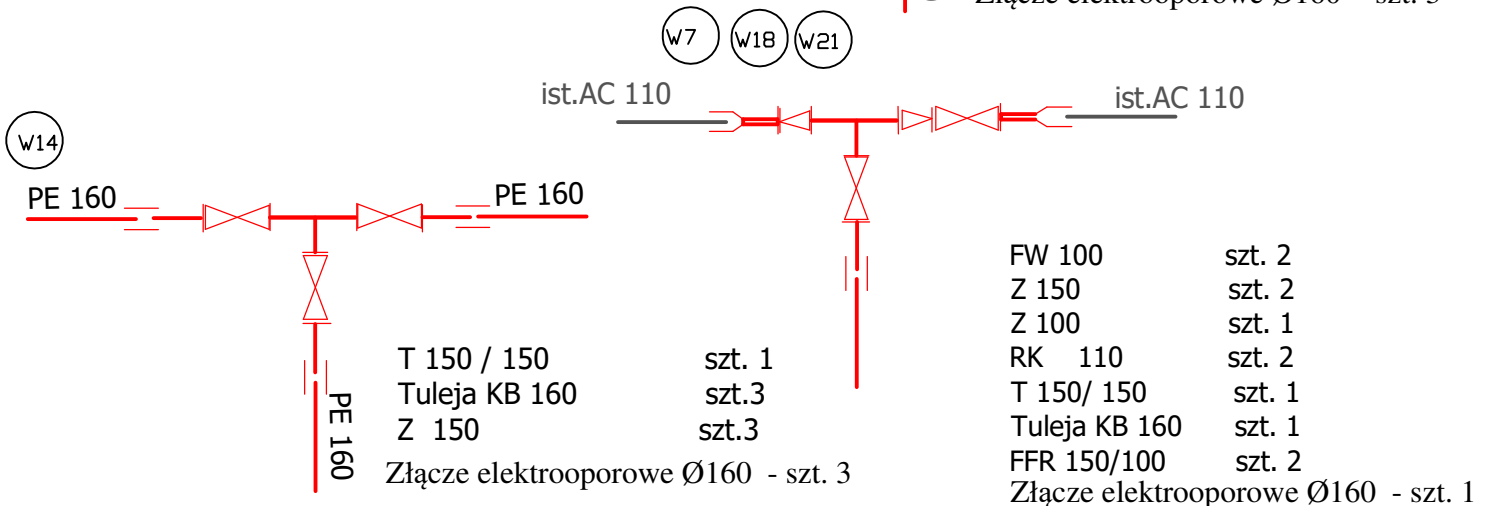 Złącze elektrooporowe Ø160 - szt. 3
W7 W18 W21
ist.AC 110
ist.AC 110
W14
PE 160
PE 160
PE 160
T 150 / 150 szt. 1
Tuleja KB 160 szt.3
Z 150 szt.3
Złącze elektrooporowe Ø160 - szt. 3
FW 100 szt. 2
Z 150 szt. 2
Z 100 szt. 1
RK 110 szt. 2
T 150/ 150 szt. 1
Tuleja KB 160 szt. 1
FFR 150/100 szt. 2
Złącze elektrooporowe Ø160 - szt. 1